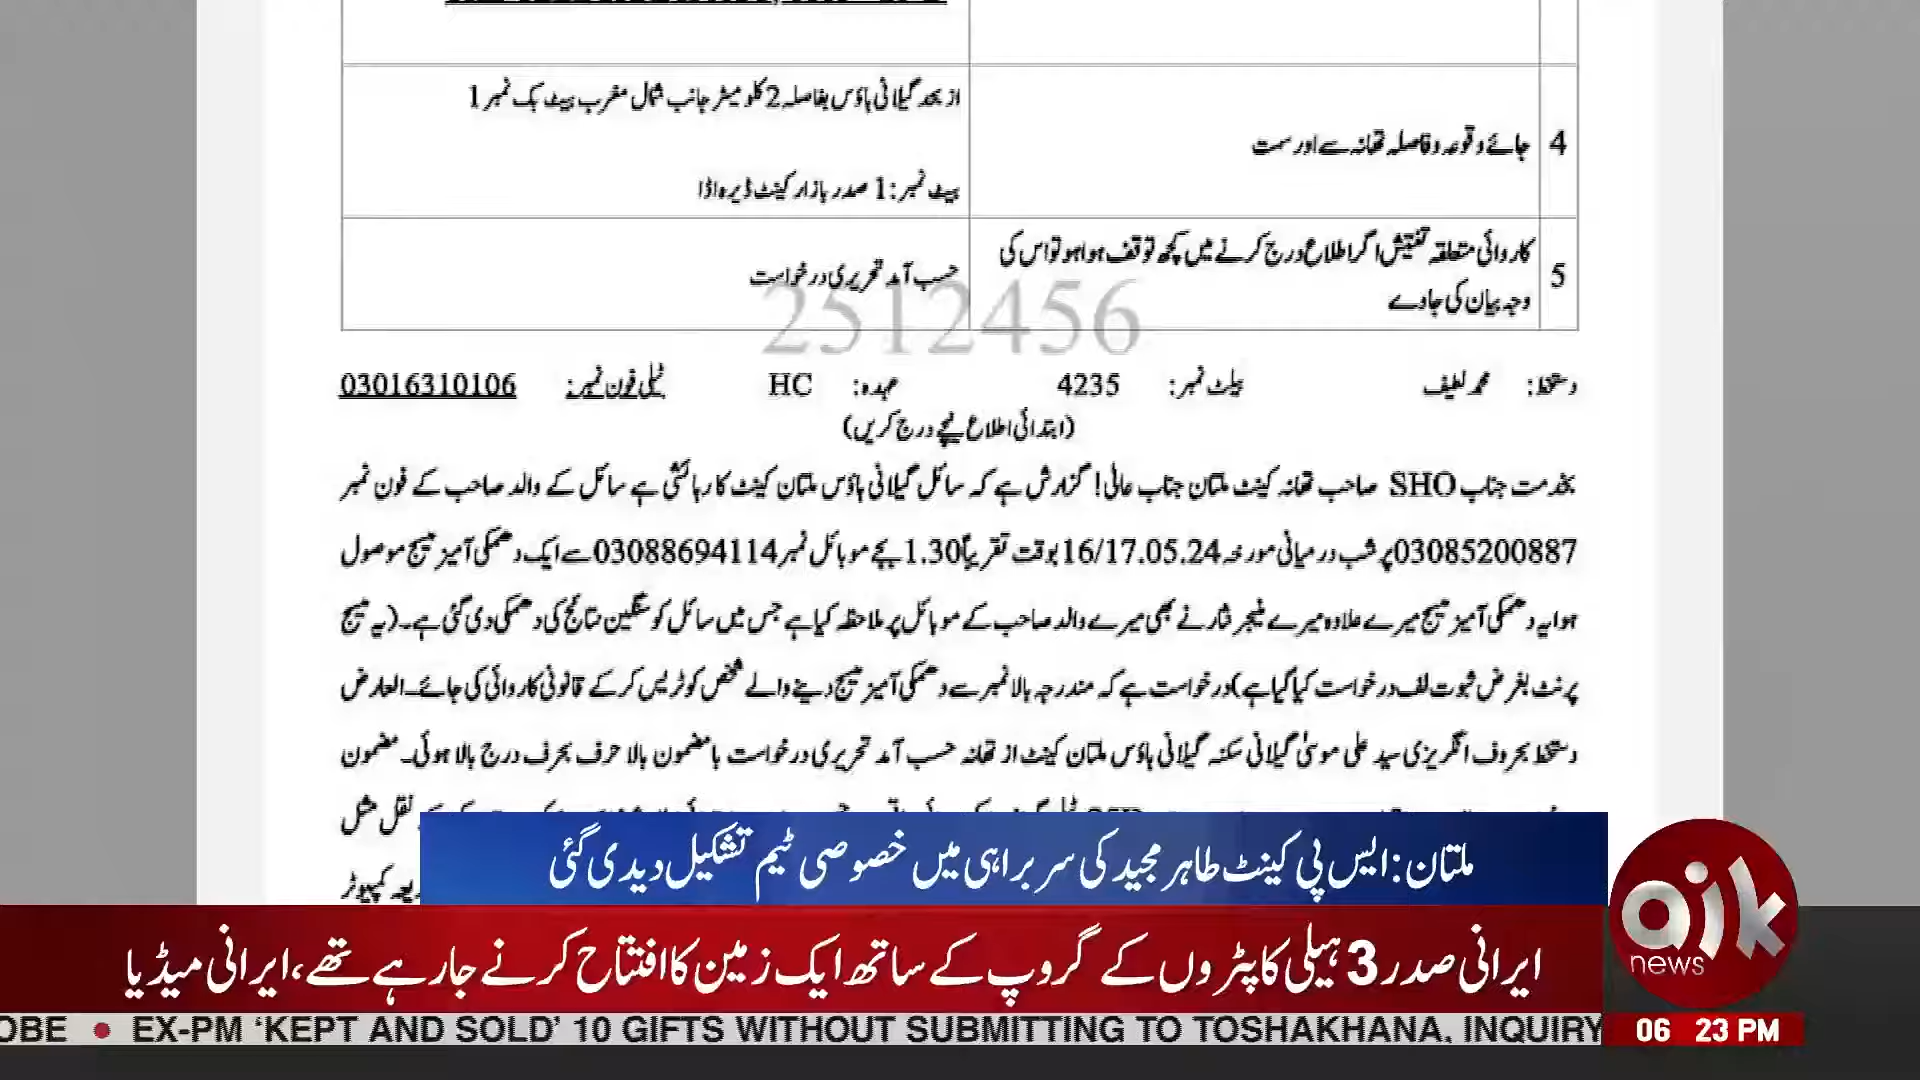 4
جائے وقوعہ و فاصلہ تھانہ سے اور سمت
از بعد گیلانی ہاؤس بفاصلہ 2 کلو میٹر جانب شمال مغرب بیٹ بک نمبر 1
بیٹ نمبر: 1 صدر بازار کینٹ ڈیرہ اڈا
5
کاروائی متعلقہ تفتیش اگر اطلاع درج کرنے میں کچھ توقف ہوا ہو تو اس کی
وجہ بیان کی جاوے
حسب آمد تحریری درخواست
2512456
دستخط: محمد لطیف بیلٹ نمبر: 4235 عہدہ: HC ٹیلی فون نمبر: 03016310106
(ابتدائی اطلاع نیچے درج کریں)
بخدمت جناب SHO صاحب تھانہ کینٹ ملتان جناب عالی! گزارش ہے کہ سائل گیلانی ہاؤس ملتان کینٹ کا رہائشی ہے سائل کے والد صاحب کے فون نمبر
03085200887 پر شب درمیانی مورخہ 16/17.05.24 بوقت تقریباً 1.30 بجے موبائل نمبر 03088694114 سے ایک دھمکی آمیز میسج موصول
ہوا یہ دھمکی آمیز میسج میرے علاوہ میرے منیجر نثار نے بھی میرے والد صاحب کے موبائل پر ملاحظہ کیا ہے جس میں سائل کو سنگین نتائج کی دھمکی دی گئی ہے۔ (یہ میسج
پرنٹ بغرض ثبوت لف درخواست کیا گیا ہے) درخواست ہے کہ مندرجہ بالا نمبر سے دھمکی آمیز میسج دینے والے شخص کو ٹریس کر کے قانونی کاروائی کی جائے۔ العارض
دستخط بحروف انگریزی سید علی موسیٰ گیلانی سکنہ گیلانی ہاؤس ملتان کینٹ از تھانہ حسب آمد تحریری درخواست با مضمون بالا حرف بحرف درج بالا ہوئی۔ مضمون
نقل مثل
کمپیوٹر
ملتان: ایس پی کینٹ طاہر مجید کی سربراہی میں خصوصی ٹیم تشکیل دیدی گئی
ایرانی صدر 3 ہیلی کاپٹروں کے گروپ کے ساتھ ایک زمین کا افتتاح کرنے جا رہے تھے، ایرانی میڈیا
ajk
news
OBE • EX-PM ‘KEPT AND SOLD’ 10 GIFTS WITHOUT SUBMITTING TO TOSHAKHANA, INQUIRY
06 23 PM